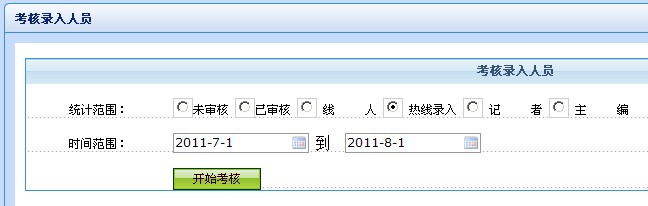 考核录入人员
考核录入人员
统计范围： 未审核 已审核 线 人 热线录入 记 者 主 编
时间范围： 2011-7-1 到 2011-8-1
开始考核